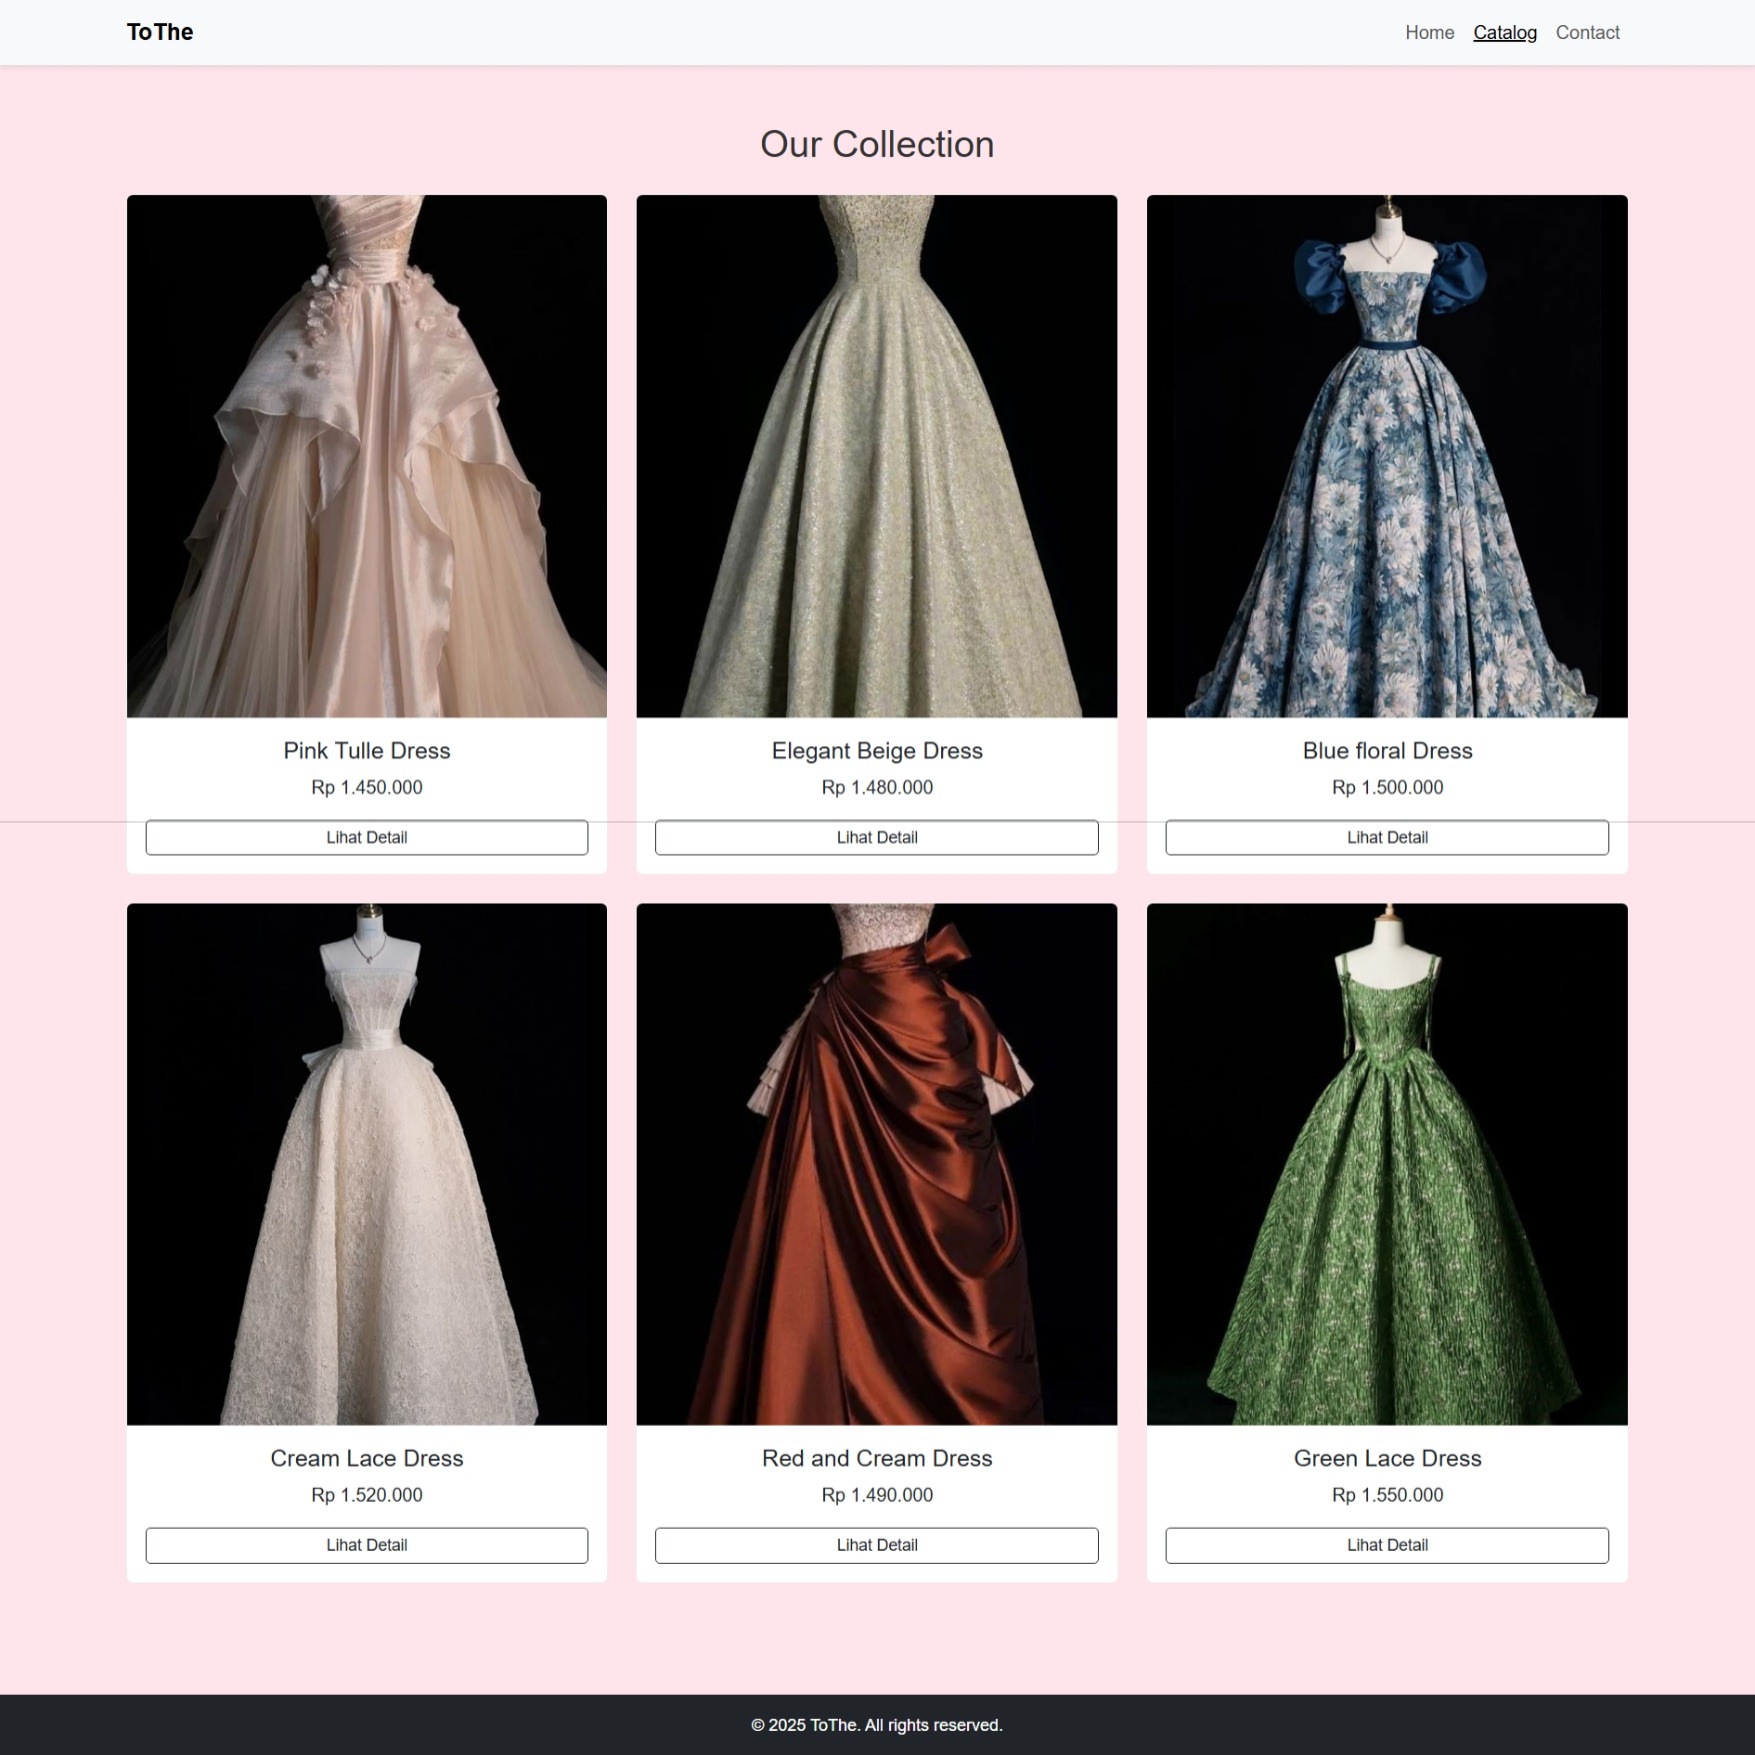 ToThe
Home Catalog Contact
Our Collection
Pink Tulle Dress
Rp 1.450.000
Lihat Detail
Elegant Beige Dress
Rp 1.480.000
Lihat Detail
Blue floral Dress
Rp 1.500.000
Lihat Detail
Cream Lace Dress
Rp 1.520.000
Lihat Detail
Red and Cream Dress
Rp 1.490.000
Lihat Detail
Green Lace Dress
Rp 1.550.000
Lihat Detail
© 2025 ToThe. All rights reserved.